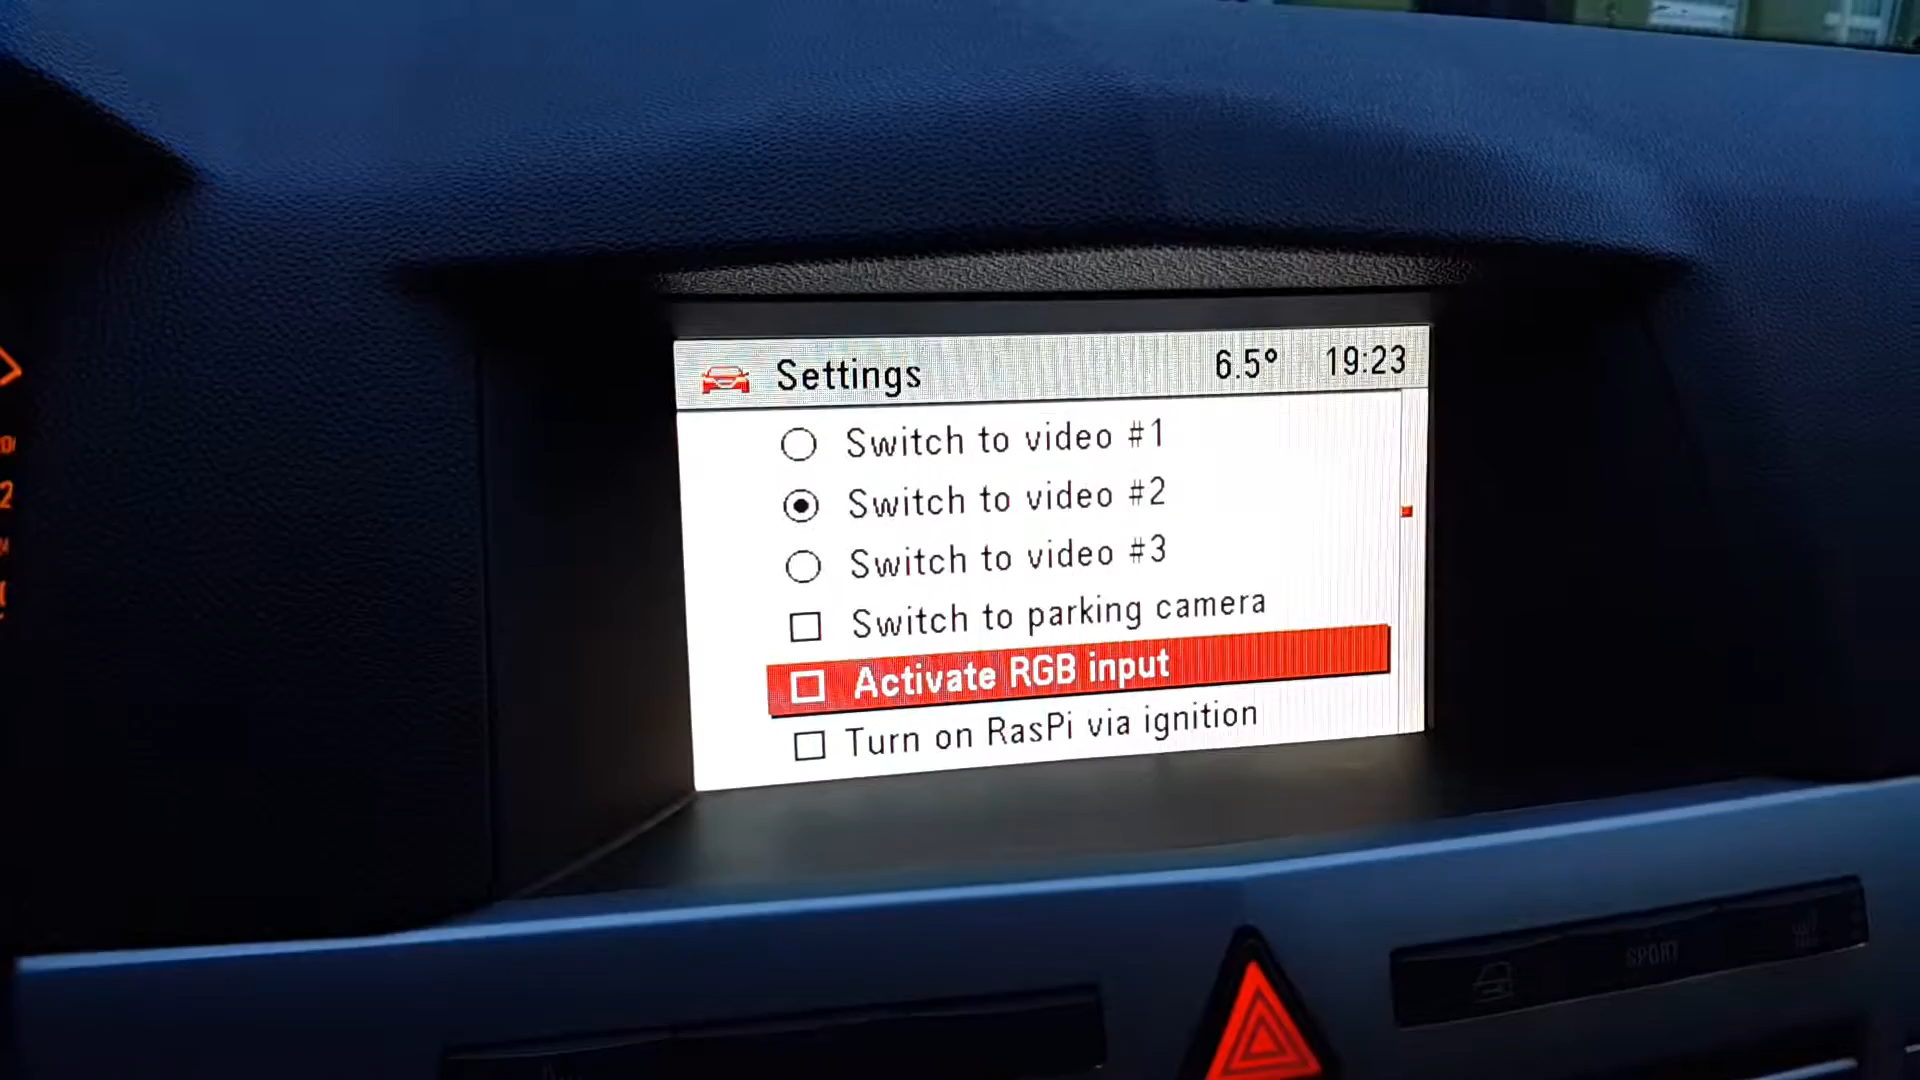 Settings 6.5° 19:23
Switch to video #1
Switch to video #2
Switch to video #3
Switch to parking camera
Activate RGB input
Turn on RasPi via ignition
SPORT